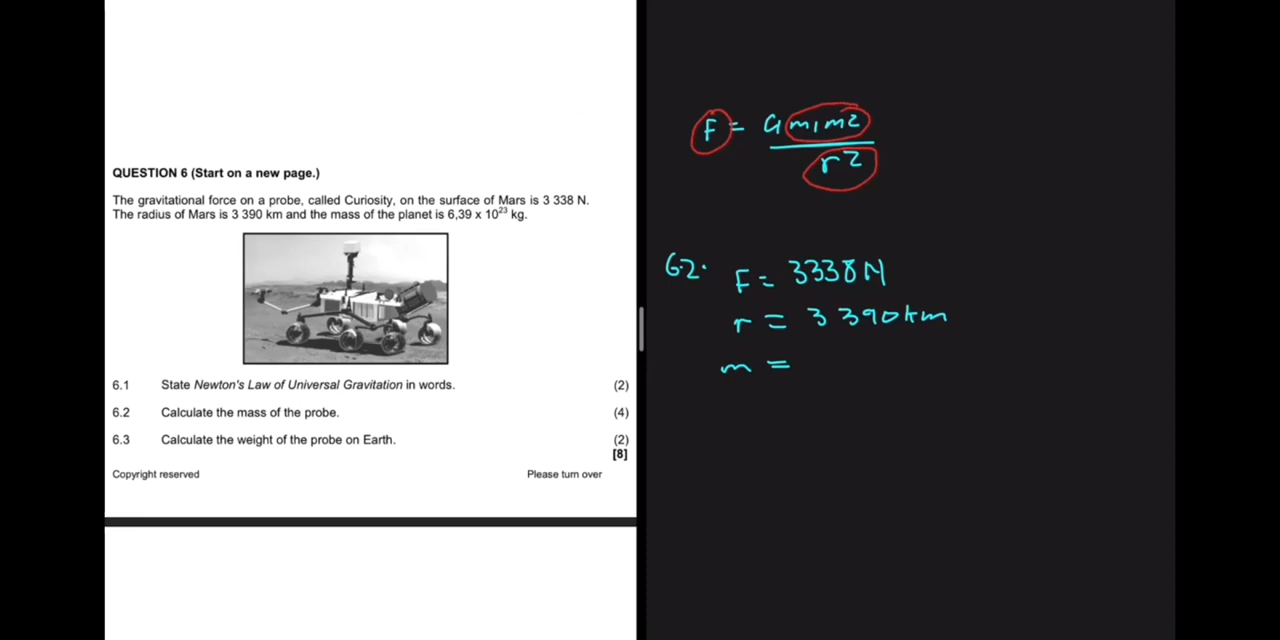 QUESTION 6 (Start on a new page.)
The gravitational force on a probe, called Curiosity, on the surface of Mars is 3 338 N.
The radius of Mars is 3 390 km and the mass of the planet is 6,39 x 10²³ kg.
6.1 State Newton's Law of Universal Gravitation in words. (2)
6.2 Calculate the mass of the probe. (4)
6.3 Calculate the weight of the probe on Earth. (2)
[8]
Copyright reserved Please turn over
F = G m1 m2
r2
6.2. F = 3338 N
r = 3 390 km
m =